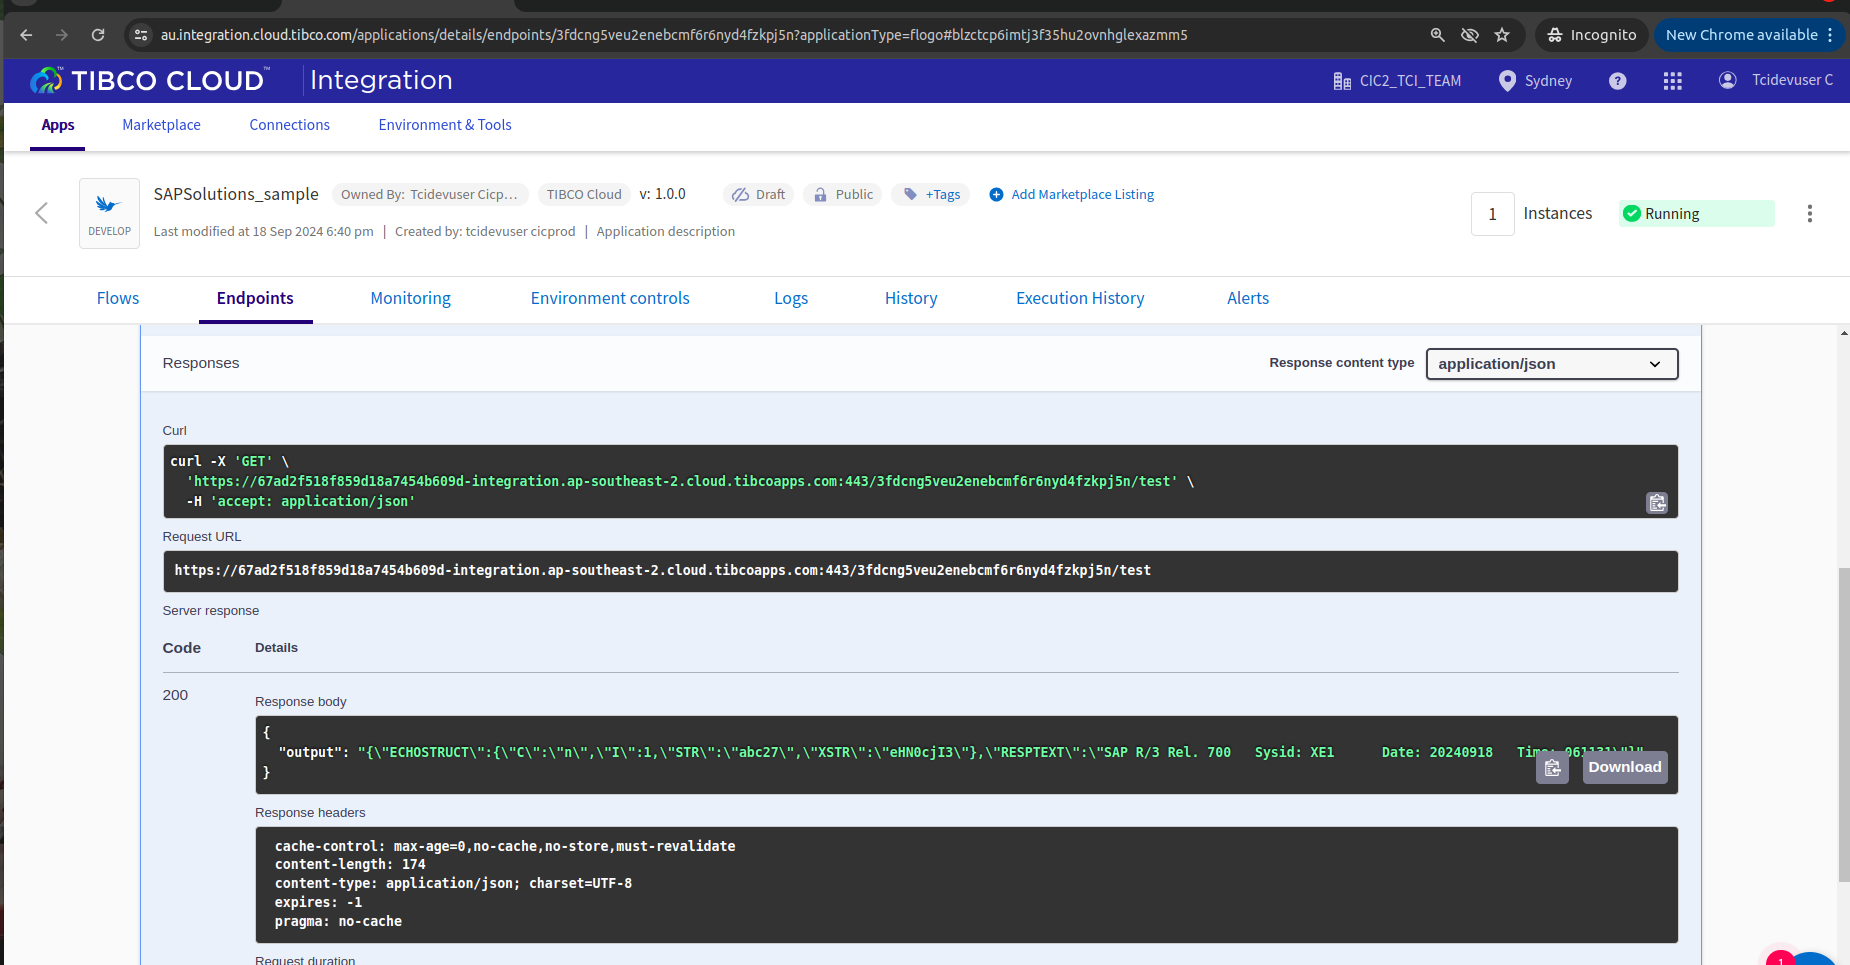 au.integration.cloud.tibco.com/applications/details/endpoints/3fdcng5veu2enebcmf6r6nyd4fzkpj5n?applicationType=flogo#blzctcp6imtj3f35hu2ovnhglexazmm5
Incognito
New Chrome available
TIBCO CLOUD™ Integration
CIC2_TCI_TEAM
Sydney
?
Tcidevuser C
Apps Marketplace Connections Environment & Tools
SAPSolutions_sample Owned By: Tcidevuser Cicp... TIBCO Cloud v: 1.0.0 Draft Public +Tags Add Marketplace Listing
DEVELOP
Last modified at 18 Sep 2024 6:40 pm | Created by: tcidevuser cicprod | Application description
1 Instances Running
Flows Endpoints Monitoring Environment controls Logs History Execution History Alerts
Responses
Response content type application/json
Curl
curl -X 'GET' \
'https://67ad2f518f859d18a7454b609d-integration.ap-southeast-2.cloud.tibcoapps.com:443/3fdcng5veu2enebcmf6r6nyd4fzkpj5n/test' \
-H 'accept: application/json'
Request URL
https://67ad2f518f859d18a7454b609d-integration.ap-southeast-2.cloud.tibcoapps.com:443/3fdcng5veu2enebcmf6r6nyd4fzkpj5n/test
Server response
Code Details
200
Response body
{
"output": "{\"ECHOSTRUCT\":{\"C\":\"n\",\"I\":1,\"STR\":\"abc27\",\"XSTR\":\"eHN0cjI3\"},\"RESPTEXT\":\"SAP R/3 Rel. 700 Sysid: XE1 Date: 20240918 Time: 061131\"}"
}
Download
Response headers
cache-control: max-age=0,no-cache,no-store,must-revalidate
content-length: 174
content-type: application/json; charset=UTF-8
expires: -1
pragma: no-cache
Request duration
1